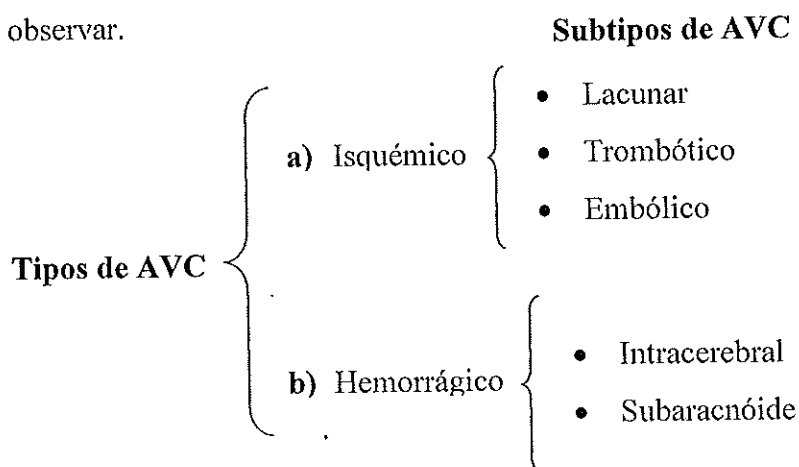 observar.
Subtipos de AVC
• Lacunar
a) Isquémico
• Trombótico
• Embólico
Tipos de AVC
• Intracerebral
b) Hemorrágico
• Subaracnóide